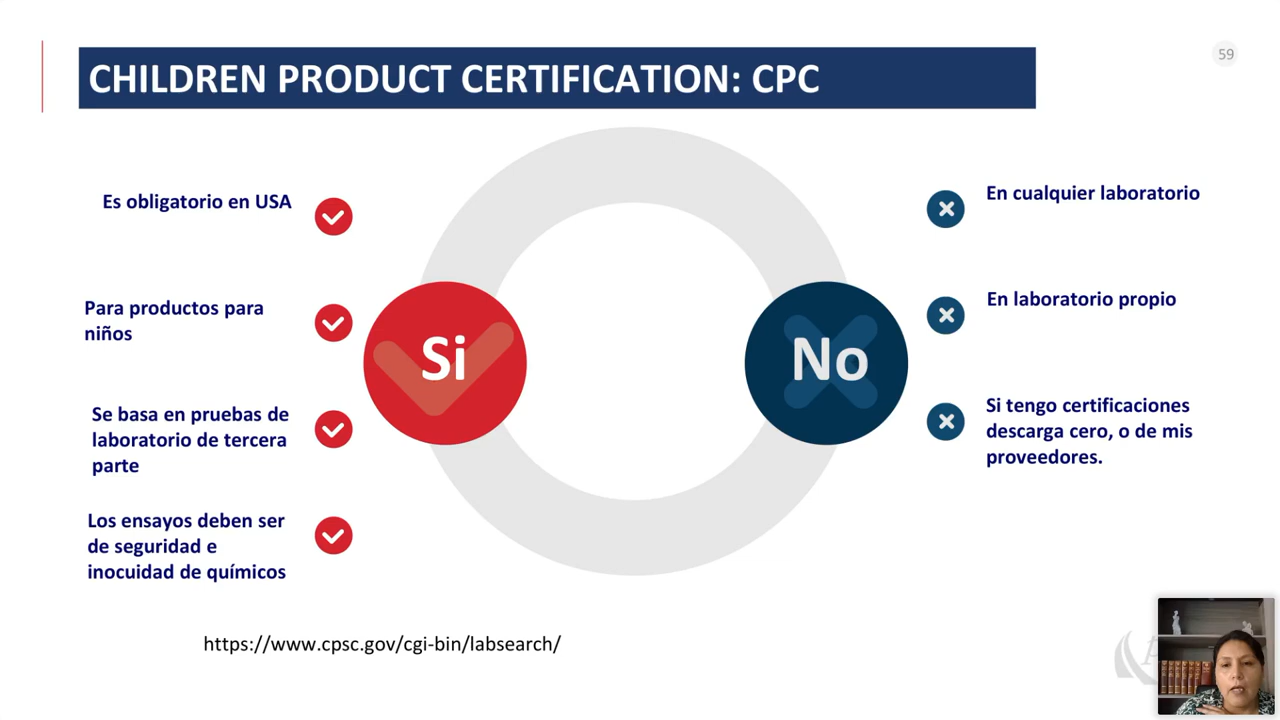 59
CHILDREN PRODUCT CERTIFICATION: CPC
Es obligatorio en USA
Para productos para
niños
Se basa en pruebas de
laboratorio de tercera
parte
Los ensayos deben ser
de seguridad e
inocuidad de químicos
Si
No
En cualquier laboratorio
En laboratorio propio
Si tengo certificaciones
descarga cero, o de mis
proveedores.
https://www.cpsc.gov/cgi-bin/labsearch/